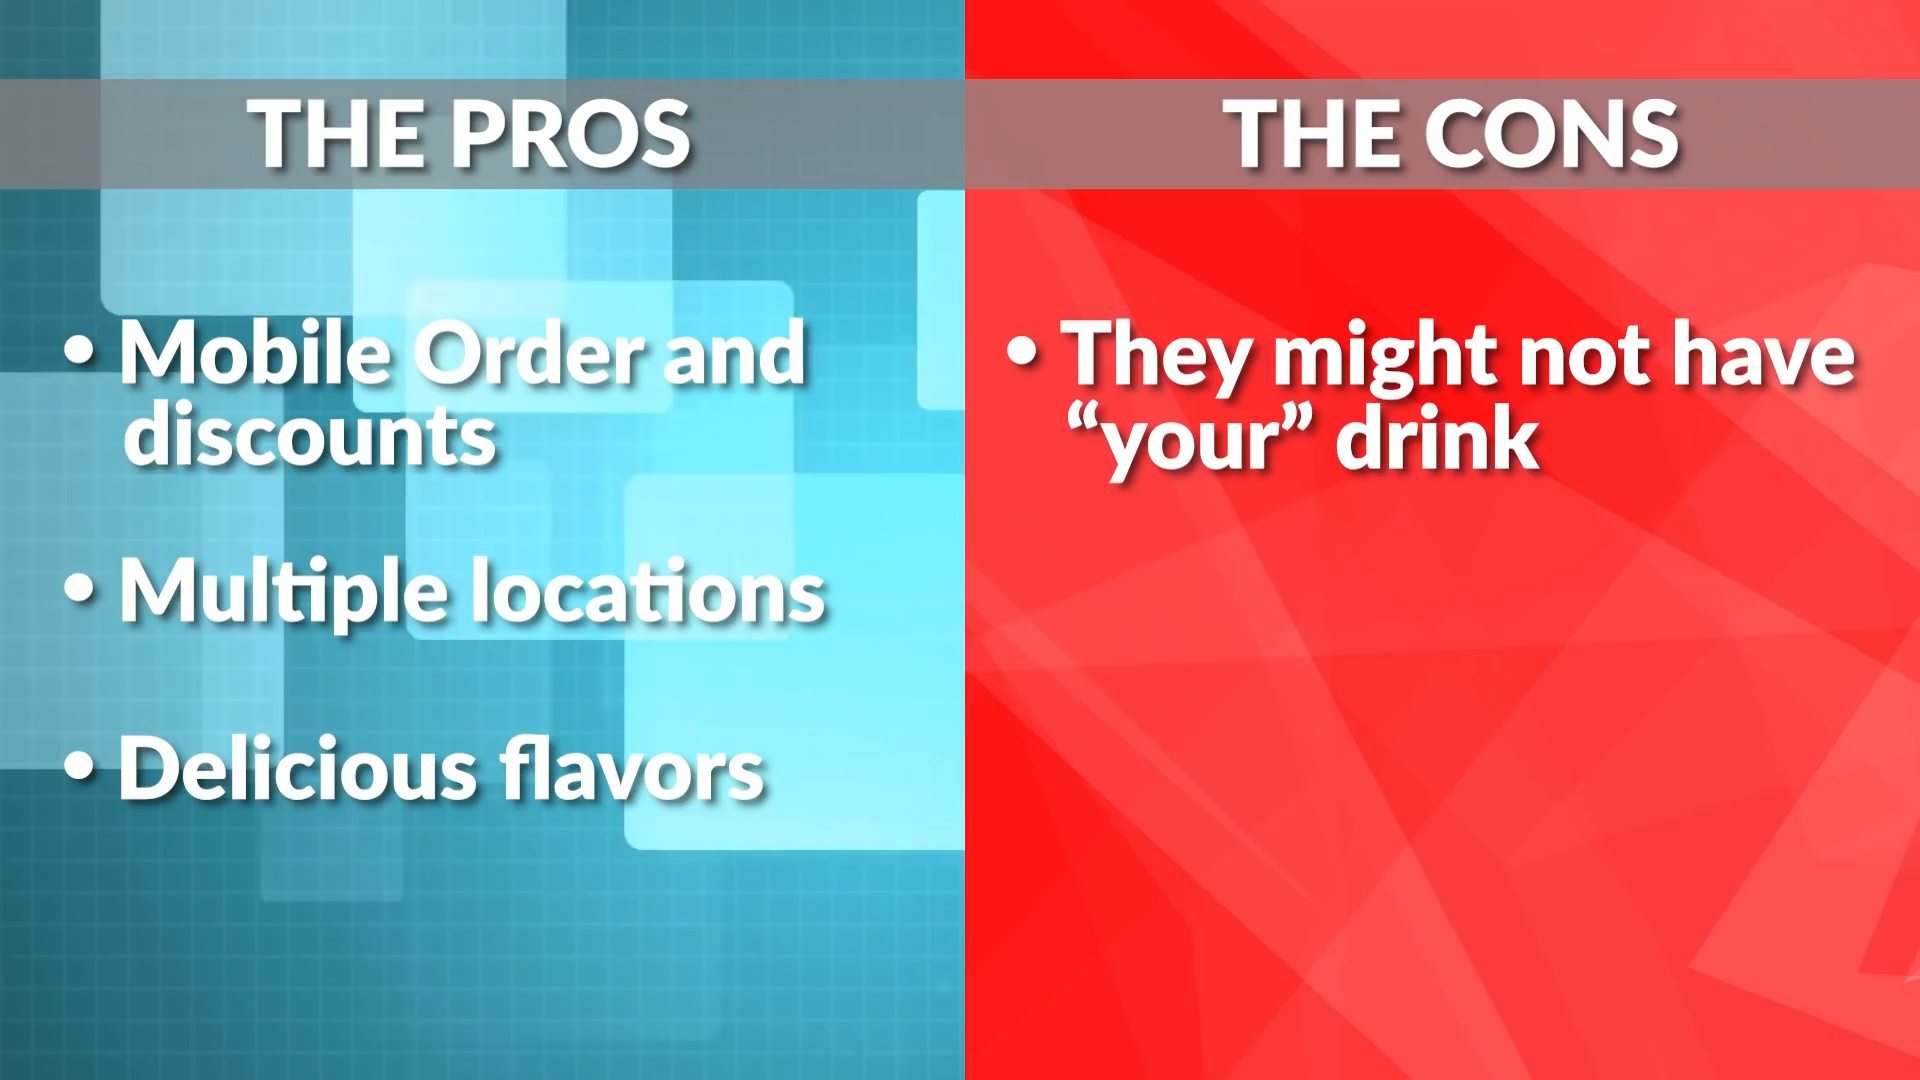 THE PROS
• Mobile Order and
discounts
• Multiple locations
• Delicious flavors
THE CONS
• They might not have
“your” drink